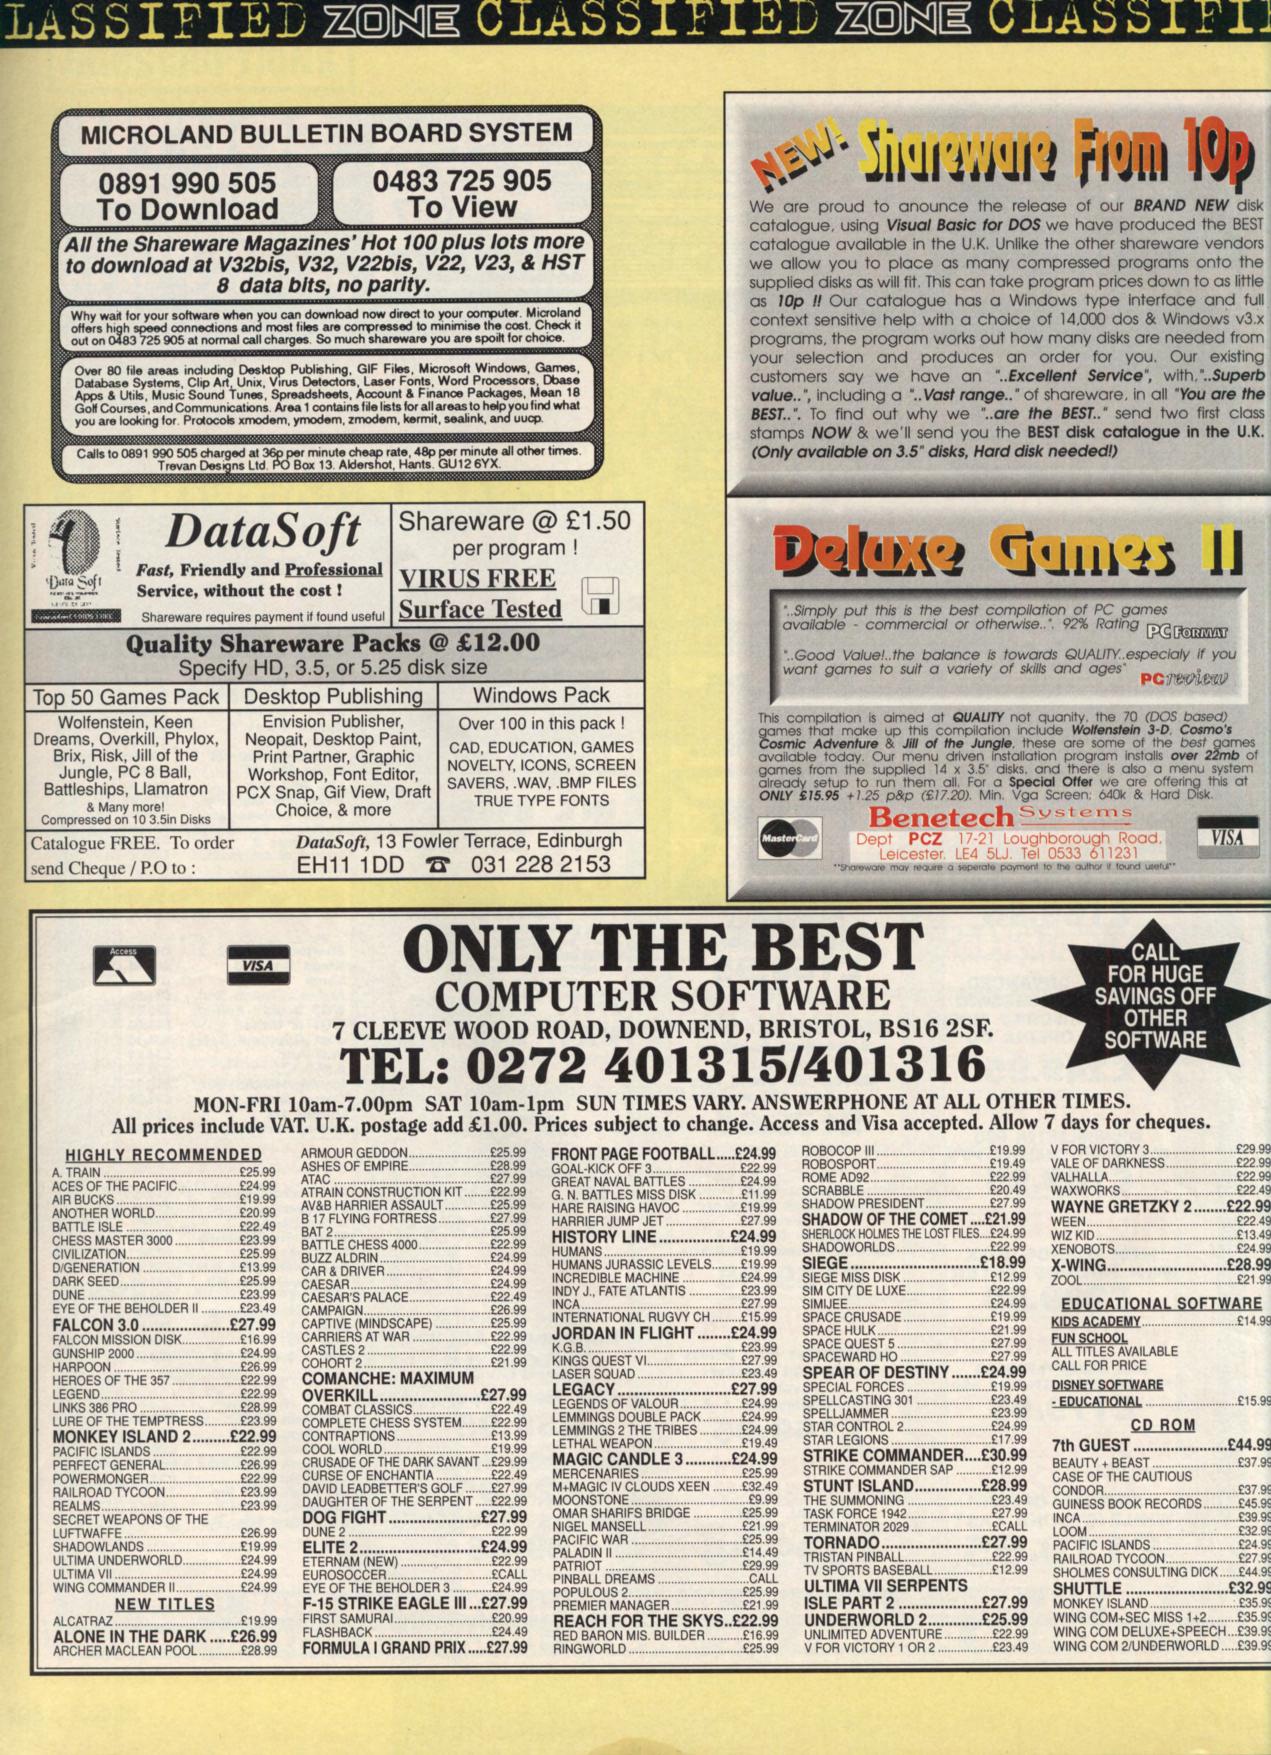 LASSIFIED ZONE CLASSIFIED ZONE CLASSIFI
MICROLAND BULLETIN BOARD SYSTEM
0891 990 505
To Download
0483 725 905
To View
All the Shareware Magazines' Hot 100 plus lots more
to download at V32bis, V32, V22bis, V22, V23, & HST
8 data bits, no parity.
Why wait for your software when you can download now direct to your computer. Microland
offers high speed connections and most files are compressed to minimise the cost. Check it
out on 0483 725 905 at normal call charges. So much shareware you are spoilt for choice.
Over 80 file areas including Desktop Publishing, GIF Files, Microsoft Windows, Games,
Database Systems, Clip Art, Unix, Virus Detectors, Laser Fonts, Word Processors, Dbase
Apps & Utils, Music Sound Tunes, Spreadsheets, Account & Finance Packages, Mean 18
Golf Courses, and Communications. Area 1 contains file lists for all areas to help you find what
you are looking for. Protocols xmodem, ymodem, zmodem, kermit, sealink, and uucp.
Calls to 0891 990 505 charged at 36p per minute cheap rate, 48p per minute all other times.
Trevan Designs Ltd. PO Box 13. Aldershot, Hants. GU12 6YX.
NEW! Shareware From 10p
We are proud to anounce the release of our BRAND NEW disk
catalogue, using Visual Basic for DOS we have produced the BEST
catalogue available in the U.K. Unlike the other shareware vendors
we allow you to place as many compressed programs onto the
supplied disks as will fit. This can take program prices down to as little
as 10p !! Our catalogue has a Windows type interface and full
context sensitive help with a choice of 14,000 dos & Windows v3.x
programs, the program works out how many disks are needed from
your selection and produces an order for you. Our existing
customers say we have an "..Excellent Service", with,"..Superb
value..", including a "..Vast range.." of shareware, in all "You are the
BEST..". To find out why we "..are the BEST.." send two first class
stamps NOW & we'll send you the BEST disk catalogue in the U.K.
(Only available on 3.5" disks, Hard disk needed!)
Data Soft
DataSoft
Fast, Friendly and Professional
Service, without the cost !
Shareware requires payment if found useful
Shareware @ £1.50
per program !
VIRUS FREE
Surface Tested
Quality Shareware Packs @ £12.00
Specify HD, 3.5, or 5.25 disk size
Top 50 Games Pack
Wolfenstein, Keen
Dreams, Overkill, Phylox,
Brix, Risk, Jill of the
Jungle, PC 8 Ball,
Battleships, Llamatron
& Many more!
Compressed on 10 3.5in Disks
Desktop Publishing
Envision Publisher,
Neopait, Desktop Paint,
Print Partner, Graphic
Workshop, Font Editor,
PCX Snap, Gif View, Draft
Choice, & more
Windows Pack
Over 100 in this pack !
CAD, EDUCATION, GAMES
NOVELTY, ICONS, SCREEN
SAVERS, .WAV, .BMP FILES
TRUE TYPE FONTS
Catalogue FREE. To order
send Cheque / P.O to :
DataSoft, 13 Fowler Terrace, Edinburgh
EH11 1DD ☎ 031 228 2153
Deluxe Games II
"..Simply put this is the best compilation of PC games
available - commercial or otherwise..". 92% Rating PC FORMAT
"..Good Value!..the balance is towards QUALITY..especialy if you
want games to suit a variety of skills and ages"
PC review
This compilation is aimed at QUALITY not quanity, the 70 (DOS based)
games that make up this compilation include Wolfenstein 3-D, Cosmo's
Cosmic Adventure & Jill of the Jungle, these are some of the best games
available today. Our menu driven installation program installs over 22mb of
games from the supplied 14 x 3.5" disks, and there is also a menu system
already setup to run them all. For a Special Offer we are offering this at
ONLY £15.95 +1.25 p&p (£17.20). Min. Vga Screen; 640k & Hard Disk.
MasterCard
Benetech Systems
Dept PCZ 17-21 Loughborough Road,
Leicester. LE4 5LJ. Tel 0533 611231
VISA
**Shareware may require a seperate payment to the author if found useful**
Access
VISA
ONLY THE BEST
COMPUTER SOFTWARE
7 CLEEVE WOOD ROAD, DOWNEND, BRISTOL, BS16 2SF.
TEL: 0272 401315/401316
CALL
FOR HUGE
SAVINGS OFF
OTHER
SOFTWARE
MON-FRI 10am-7.00pm SAT 10am-1pm SUN TIMES VARY. ANSWERPHONE AT ALL OTHER TIMES.
All prices include VAT. U.K. postage add £1.00. Prices subject to change. Access and Visa accepted. Allow 7 days for cheques.
HIGHLY RECOMMENDED
A. TRAIN £25.99
ACES OF THE PACIFIC £24.99
AIR BUCKS £19.99
ANOTHER WORLD £20.99
BATTLE ISLE £22.49
CHESS MASTER 3000 £23.99
CIVILIZATION £25.99
D/GENERATION £13.99
DARK SEED £25.99
DUNE £23.99
EYE OF THE BEHOLDER II £23.49
FALCON 3.0 £27.99
FALCON MISSION DISK £16.99
GUNSHIP 2000 £24.99
HARPOON £26.99
HEROES OF THE 357 £22.99
LEGEND £22.99
LINKS 386 PRO £28.99
LURE OF THE TEMPTRESS £23.99
MONKEY ISLAND 2 £22.99
PACIFIC ISLANDS £22.99
PERFECT GENERAL £26.99
POWERMONGER £22.99
RAILROAD TYCOON £23.99
REALMS £23.99
SECRET WEAPONS OF THE
LUFTWAFFE £26.99
SHADOWLANDS £19.99
ULTIMA UNDERWORLD £24.99
ULTIMA VII £24.99
WING COMMANDER II £24.99
NEW TITLES
ALCATRAZ £19.99
ALONE IN THE DARK £26.99
ARCHER MACLEAN POOL £28.99
ARMOUR GEDDON £25.99
ASHES OF EMPIRE £28.99
ATAC £27.99
ATRAIN CONSTRUCTION KIT £22.99
AV&B HARRIER ASSAULT £25.99
B 17 FLYING FORTRESS £27.99
BAT 2 £25.99
BATTLE CHESS 4000 £22.99
BUZZ ALDRIN £24.99
CAR & DRIVER £24.99
CAESAR £24.99
CAESAR'S PALACE £22.49
CAMPAIGN £26.99
CAPTIVE (MINDSCAPE) £25.99
CARRIERS AT WAR £22.99
CASTLES 2 £22.99
COHORT 2 £21.99
COMANCHE: MAXIMUM
OVERKILL £27.99
COMBAT CLASSICS £22.49
COMPLETE CHESS SYSTEM £22.99
CONTRAPTIONS £13.99
COOL WORLD £19.99
CRUSADE OF THE DARK SAVANT £29.99
CURSE OF ENCHANTIA £22.49
DAVID LEADBETTER'S GOLF £27.99
DAUGHTER OF THE SERPENT £22.99
DOG FIGHT £27.99
DUNE 2 £22.99
ELITE 2 £24.99
ETERNAM (NEW) £22.99
EUROSOCCER £CALL
EYE OF THE BEHOLDER 3 £24.99
F-15 STRIKE EAGLE III £27.99
FIRST SAMURAI £20.99
FLASHBACK £24.49
FORMULA I GRAND PRIX £27.99
FRONT PAGE FOOTBALL £24.99
GOAL-KICK OFF 3 £22.99
GREAT NAVAL BATTLES £24.99
G. N. BATTLES MISS DISK £11.99
HARE RAISING HAVOC £19.99
HARRIER JUMP JET £27.99
HISTORY LINE £24.99
HUMANS £19.99
HUMANS JURASSIC LEVELS £19.99
INCREDIBLE MACHINE £24.99
INDY J., FATE ATLANTIS £23.99
INCA £27.99
INTERNATIONAL RUGVY CH £15.99
JORDAN IN FLIGHT £24.99
K.G.B. £23.99
KINGS QUEST VI £27.99
LASER SQUAD £23.49
LEGACY £27.99
LEGENDS OF VALOUR £24.99
LEMMINGS DOUBLE PACK £24.99
LEMMINGS 2 THE TRIBES £24.99
LETHAL WEAPON £19.49
MAGIC CANDLE 3 £24.99
MERCENARIES £25.99
M+MAGIC IV CLOUDS XEEN £32.49
MOONSTONE £9.99
OMAR SHARIFS BRIDGE £25.99
NIGEL MANSELL £21.99
PACIFIC WAR £25.99
PALADIN II £14.49
PATRIOT £29.99
PINBALL DREAMS CALL
POPULOUS 2 £25.99
PREMIER MANAGER £21.99
REACH FOR THE SKYS £22.99
RED BARON MIS. BUILDER £16.99
RINGWORLD £25.99
ROBOCOP III £19.99
ROBOSPORT £19.49
ROME AD92 £22.99
SCRABBLE £20.49
SHADOW PRESIDENT £27.99
SHADOW OF THE COMET £21.99
SHERLOCK HOLMES THE LOST FILES £24.99
SHADOWORLDS £22.99
SIEGE £18.99
SIEGE MISS DISK £12.99
SIM CITY DE LUXE £22.99
SIMJEE £24.99
SPACE CRUSADE £19.99
SPACE HULK £21.99
SPACE QUEST 5 £27.99
SPACEWARD HO £27.99
SPEAR OF DESTINY £24.99
SPECIAL FORCES £19.99
SPELLCASTING 301 £23.49
SPELLJAMMER £23.99
STAR CONTROL 2 £24.99
STAR LEGIONS £17.99
STRIKE COMMANDER £30.99
STRIKE COMMANDER SAP £12.99
STUNT ISLAND £28.99
THE SUMMONING £23.49
TASK FORCE 1942 £27.99
TERMINATOR 2029 £CALL
TORNADO £27.99
TRISTAN PINBALL £22.99
TV SPORTS BASEBALL £12.99
ULTIMA VII SERPENTS
ISLE PART 2 £27.99
UNDERWORLD 2 £25.99
UNLIMITED ADVENTURE £22.99
V FOR VICTORY 1 OR 2 £23.49
V FOR VICTORY 3 £29.99
VALE OF DARKNESS £22.99
VALHALLA £22.99
WAXWORKS £22.49
WAYNE GRETZKY 2 £22.99
WEEN £22.49
WIZ KID £13.49
XENOBOTS £24.99
X-WING £28.99
ZOOL £21.99
EDUCATIONAL SOFTWARE
KIDS ACADEMY £14.99
FUN SCHOOL
ALL TITLES AVAILABLE
CALL FOR PRICE
DISNEY SOFTWARE
- EDUCATIONAL £15.99
CD ROM
7th GUEST £44.99
BEAUTY + BEAST £37.99
CASE OF THE CAUTIOUS
CONDOR £37.99
GUINESS BOOK RECORDS £45.99
INCA £39.99
LOOM £32.99
PACIFIC ISLANDS £24.99
RAILROAD TYCOON £27.99
SHOLMES CONSULTING DICK £44.99
SHUTTLE £32.99
MONKEY ISLAND £35.99
WING COM+SEC MISS 1+2 £35.99
WING COM DELUXE+SPEECH £39.99
WING COM 2/UNDERWORLD £39.99